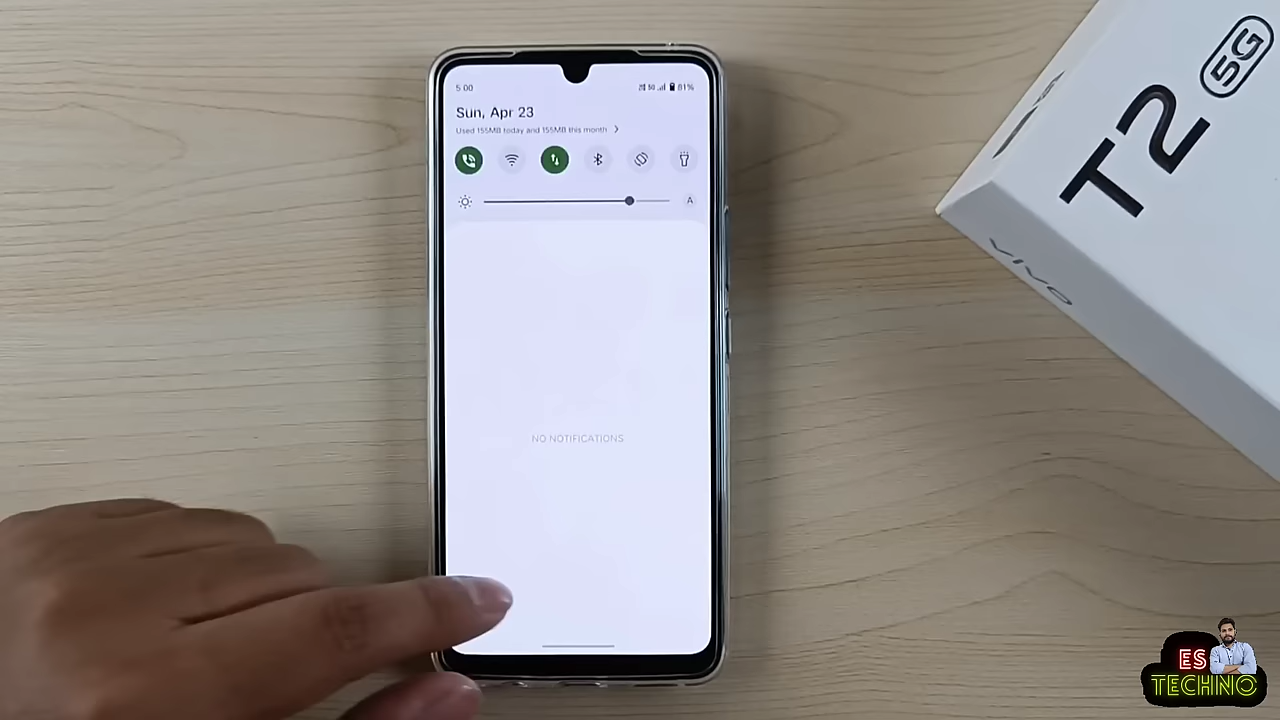 5:00
81%
Sun, Apr 23
Used 155MB today and 155MB this month
A
NO NOTIFICATIONS
T2 5G
vivo
ES
TECHNO